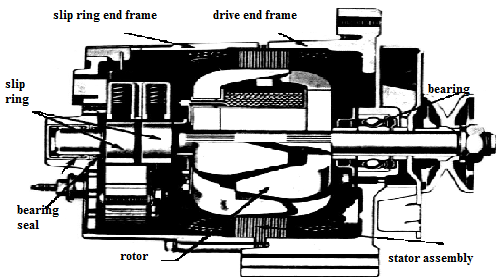 slip ring end frame
drive end frame
slip
ring
bearing
bearing
seal
rotor
stator assembly